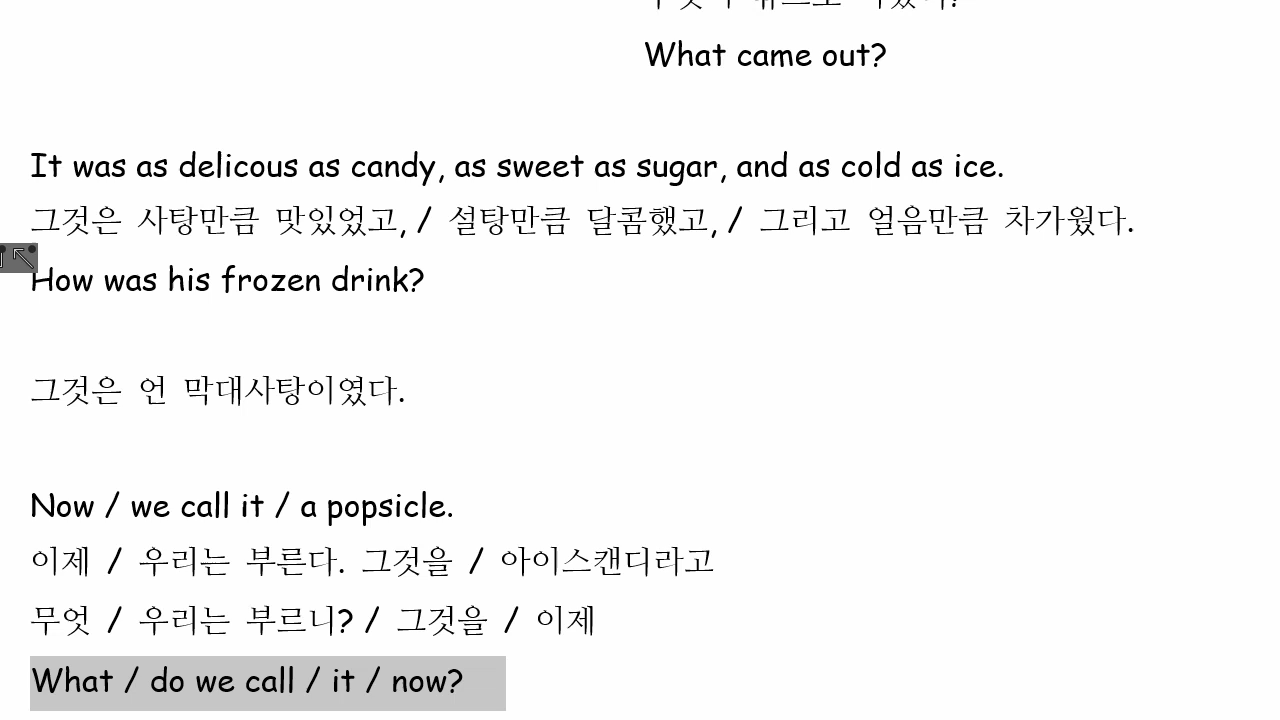 What came out?
It was as delicous as candy, as sweet as sugar, and as cold as ice.
그것은 사탕만큼 맛있었고, / 설탕만큼 달콤했고, / 그리고 얼음만큼 차가웠다.
How was his frozen drink?
그것은 언 막대사탕이였다.
Now / we call it / a popsicle.
이제 / 우리는 부른다. 그것을 / 아이스캔디라고
무엇 / 우리는 부르니? / 그것을 / 이제
What / do we call / it / now?